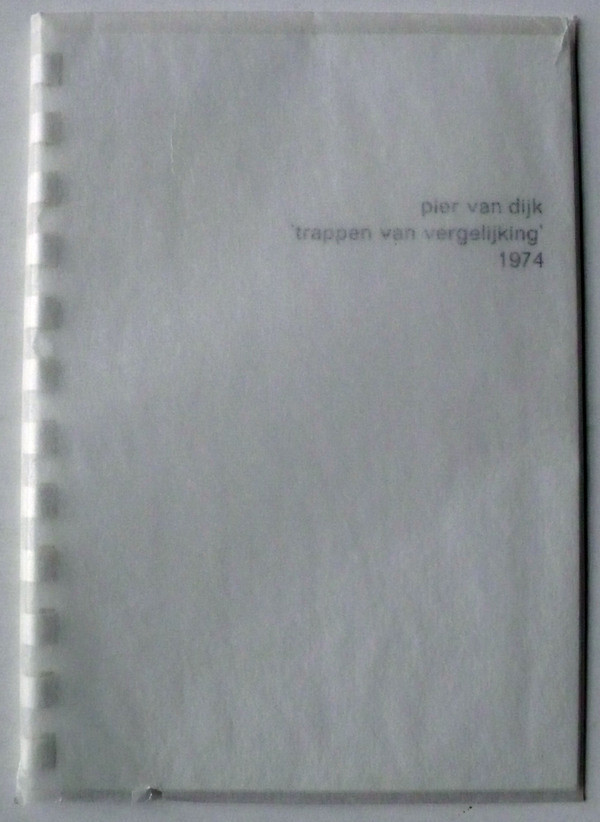 pier van dijk
'trappen van vergelijking'
1974